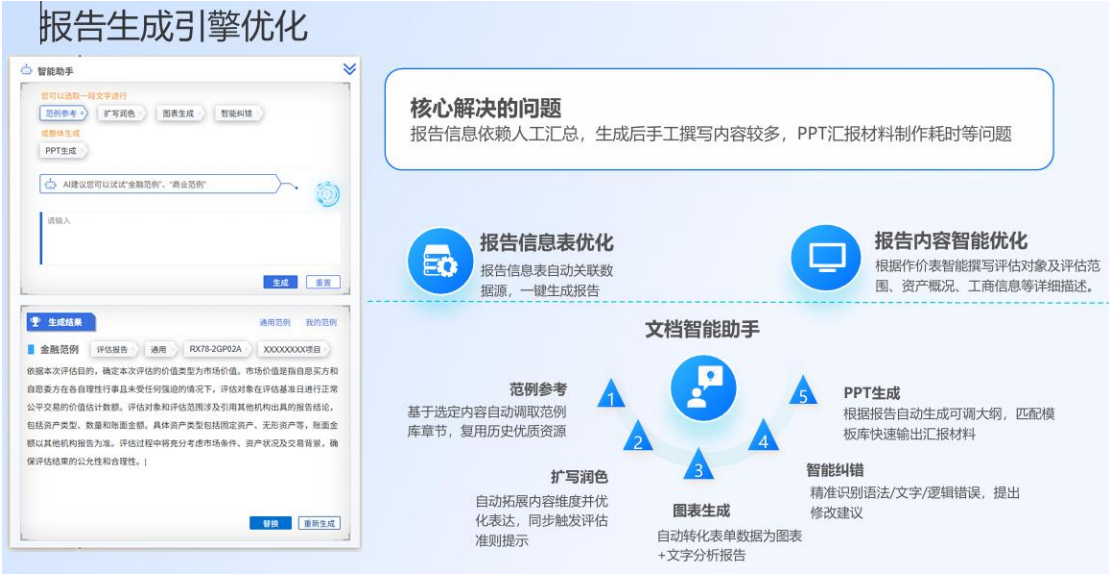 报告生成引擎优化
智能助手
您可以选取一段文字进行
范例参考
扩写润色
图表生成
智能纠错
或整体生成
PPT生成
AI建议您可以试试“金融范例”、“商业范例”
请输入
生成
重置
生成结果
通用范例
我的范例
金融范例
评估报告
通用
RX78-2GP02A
XXXXXXXX项目
依据本次评估目的，确定本次评估的价值类型为市场价值。市场价值是指自愿买方和
自愿卖方在各自理性行事且未受任何强迫的情况下，评估对象在评估基准日进行正常
公平交易的价值估计数额。评估对象和评估范围涉及引用其他机构出具的报告结论，
包括资产类型、数量和账面金额。具体资产类型包括固定资产、无形资产等，账面金
额以其他机构报告为准。评估过程中将充分考虑市场条件、资产状况及交易背景，确
保评估结果的公允性和合理性。
替换
重新生成
核心解决的问题
报告信息依赖人工汇总，生成后手工撰写内容较多，PPT汇报材料制作耗时等问题
报告信息表优化
报告信息表自动关联数
据源，一键生成报告
报告内容智能优化
根据作价表智能撰写评估对象及评估范
围、资产概况、工商信息等详细描述。
文档智能助手
1
范例参考
基于选定内容自动调取范例
库章节，复用历史优质资源
2
扩写润色
自动拓展内容维度并优
化表达，同步触发评估
准则提示
3
图表生成
自动转化表单数据为图表
+文字分析报告
4
智能纠错
精准识别语法/文字/逻辑错误，提出
修改建议
5
PPT生成
根据报告自动生成可调大纲，匹配模
板库快速输出汇报材料